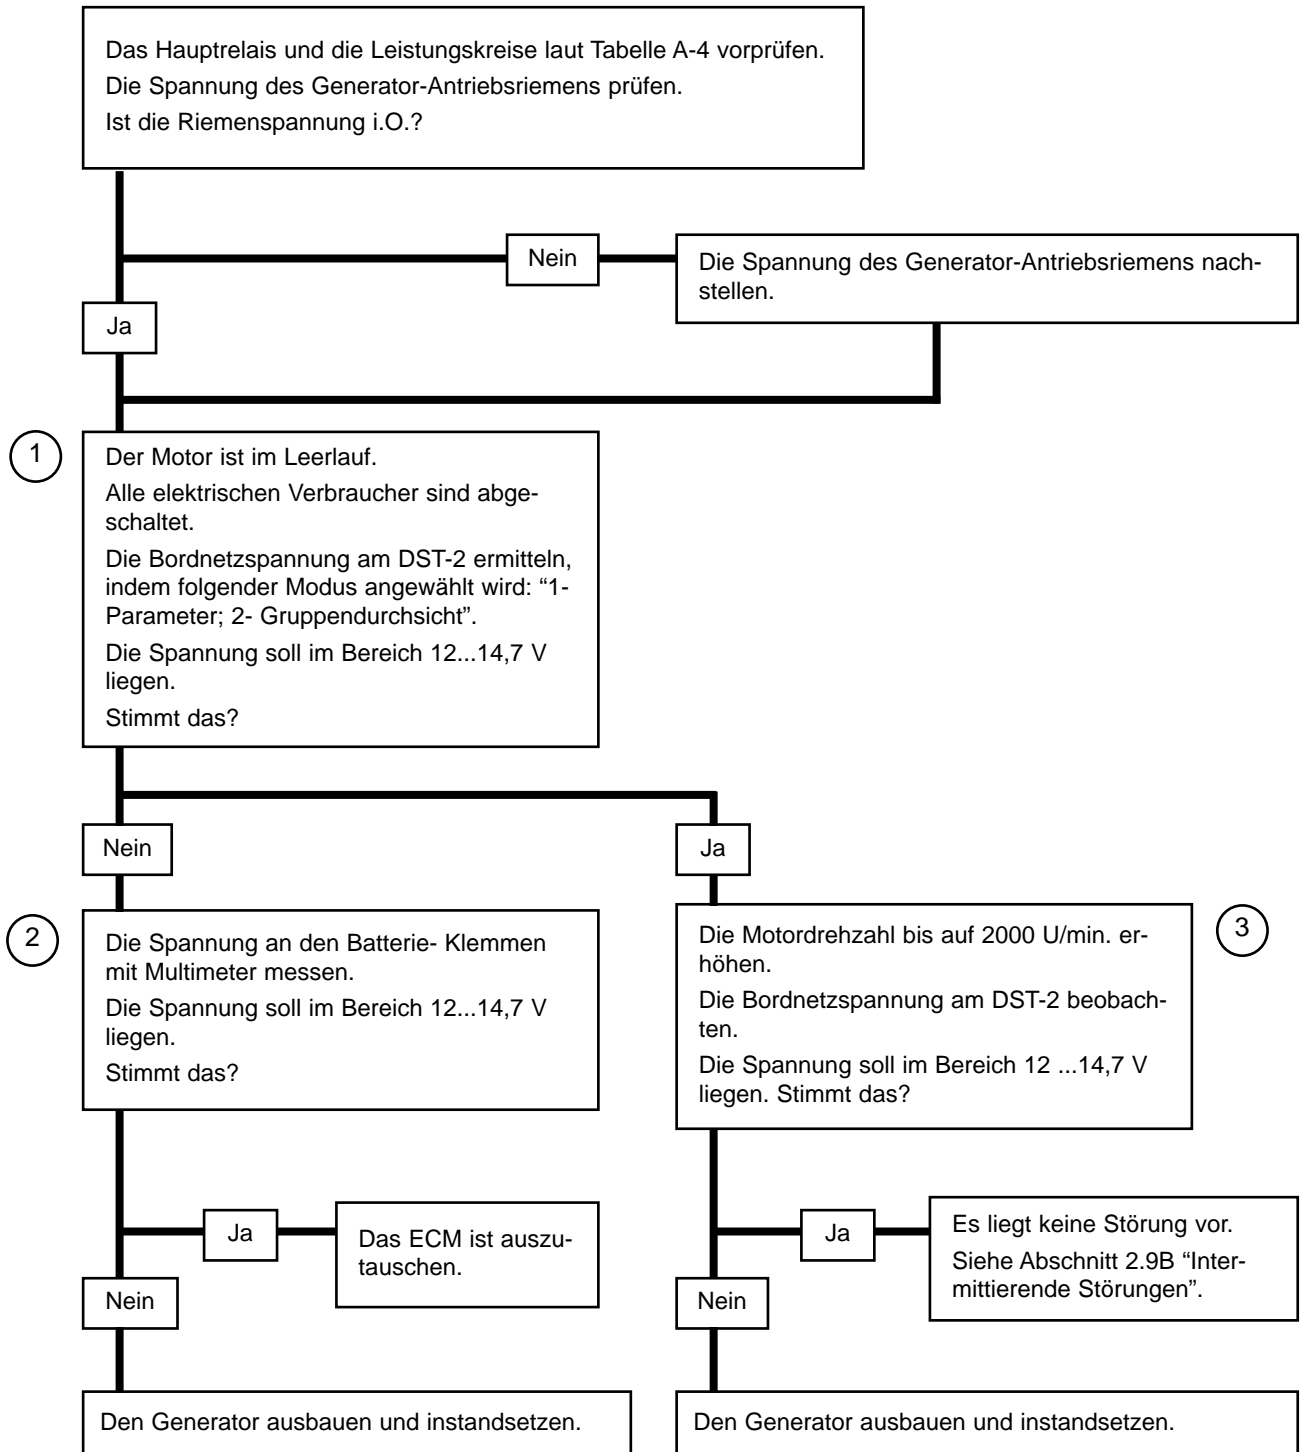 Das Hauptrelais und die Leistungskreise laut Tabelle A-4 vorprüfen.
Die Spannung des Generator-Antriebsriemens prüfen.
Ist die Riemenspannung i.O.?
Nein
Die Spannung des Generator-Antriebsriemens nach-
stellen.
Ja
1
Der Motor ist im Leerlauf.
Alle elektrischen Verbraucher sind abge-
schaltet.
Die Bordnetzspannung am DST-2 ermitteln,
indem folgender Modus angewählt wird: “1-
Parameter; 2- Gruppendurchsicht”.
Die Spannung soll im Bereich 12...14,7 V
liegen.
Stimmt das?
Nein
Ja
2
Die Spannung an den Batterie- Klemmen
mit Multimeter messen.
Die Spannung soll im Bereich 12...14,7 V
liegen.
Stimmt das?
3
Die Motordrehzahl bis auf 2000 U/min. er-
höhen.
Die Bordnetzspannung am DST-2 beobach-
ten.
Die Spannung soll im Bereich 12 ...14,7 V
liegen. Stimmt das?
Ja
Das ECM ist auszu-
tauschen.
Nein
Ja
Es liegt keine Störung vor.
Siehe Abschnitt 2.9B “Inter-
mittierende Störungen”.
Nein
Den Generator ausbauen und instandsetzen.
Den Generator ausbauen und instandsetzen.